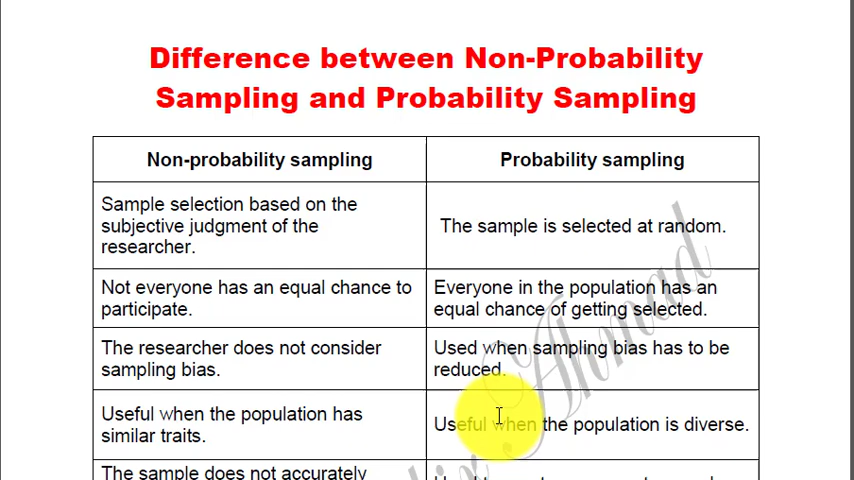 Difference between Non-Probability
Sampling and Probability Sampling
Non-probability sampling
Probability sampling
Sample selection based on the
subjective judgment of the
researcher.
The sample is selected at random.
Not everyone has an equal chance to
participate.
Everyone in the population has an
equal chance of getting selected.
The researcher does not consider
sampling bias.
Used when sampling bias has to be
reduced.
Useful when the population has
similar traits.
Useful when the population is diverse.
The sample does not accurately
Ahmad